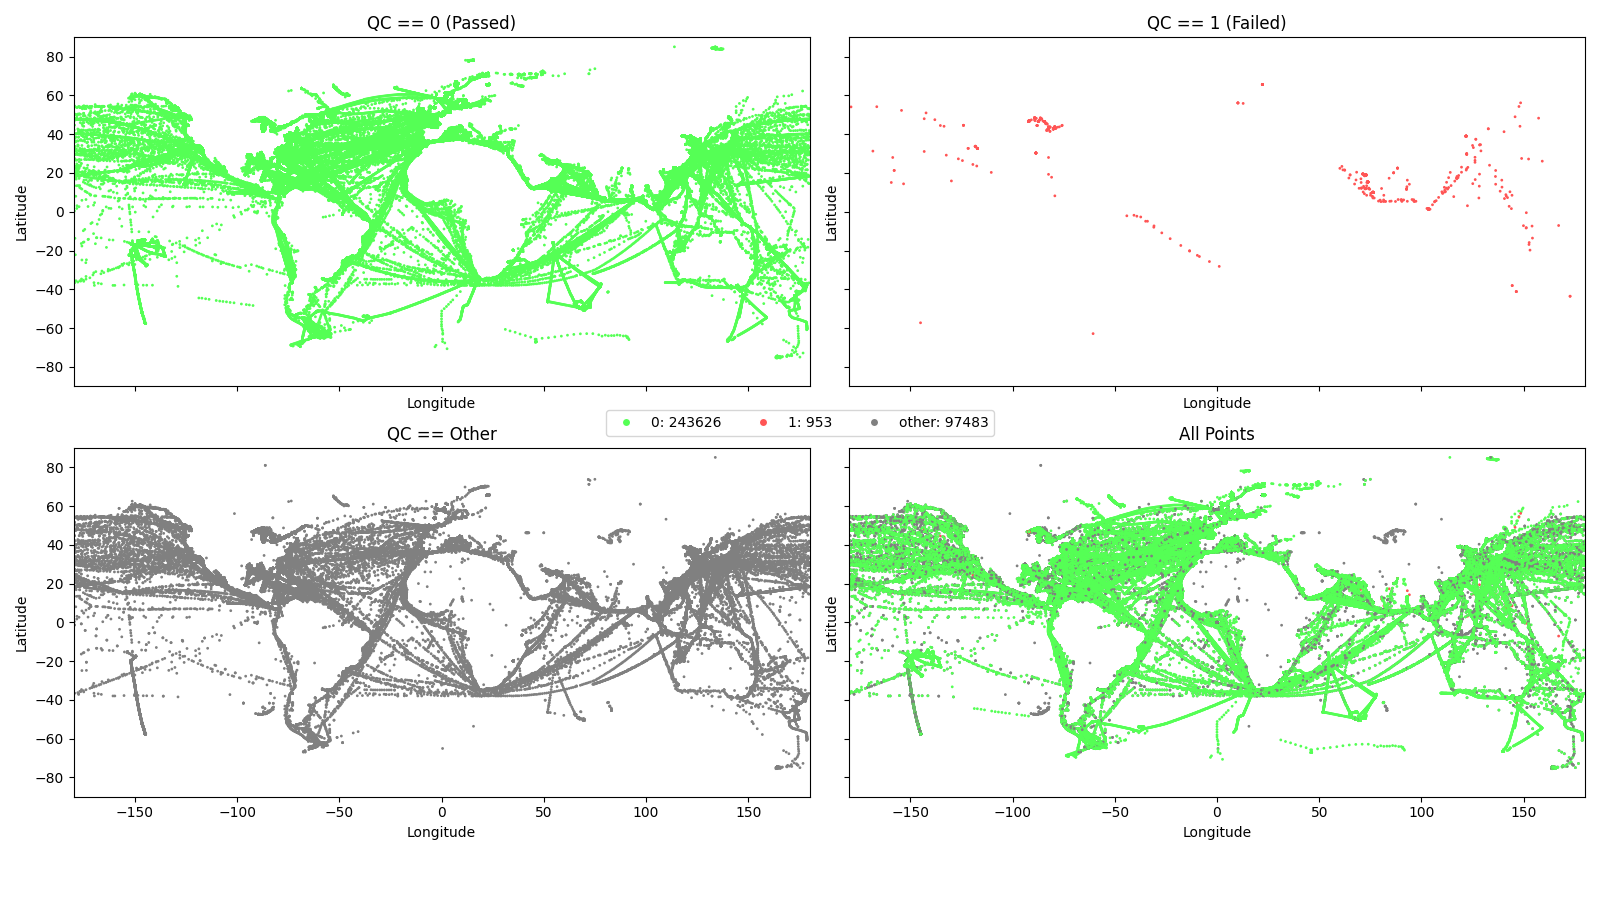 QC == 0 (Passed)
QC == 1 (Failed)
80
60
40
20
0
−20
−40
−60
−80
Latitude
Latitude
Longitude
Longitude
0: 243626
1: 953
other: 97483
QC == Other
All Points
80
60
40
20
0
−20
−40
−60
−80
Latitude
Latitude
−150
−100
−50
0
50
100
150
−150
−100
−50
0
50
100
150
Longitude
Longitude